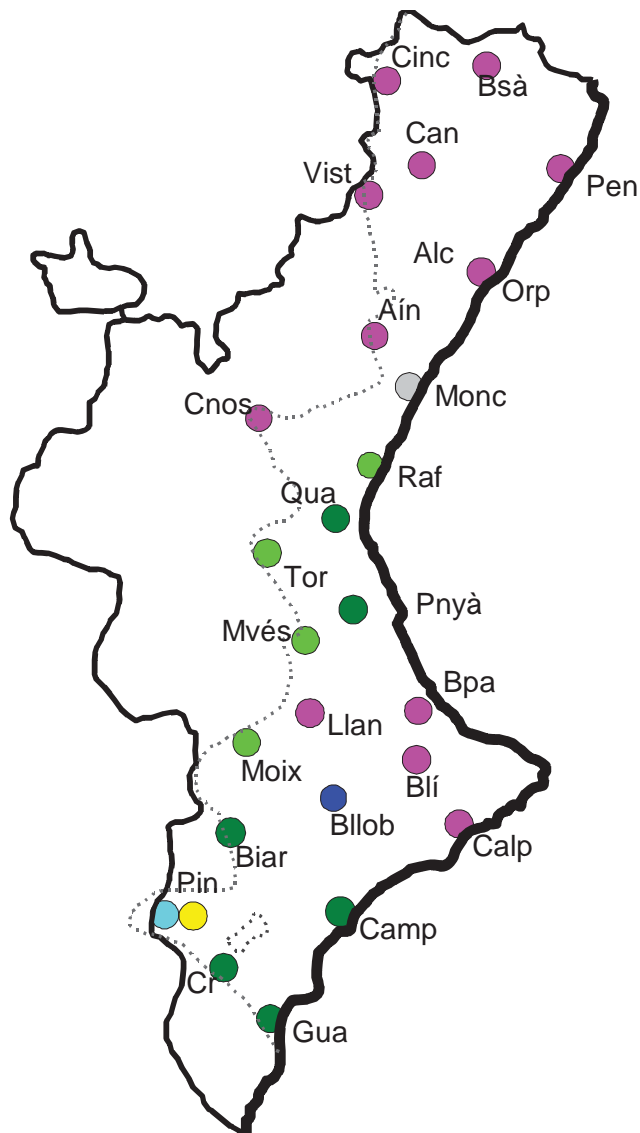 Cinc
Bsà
Can
Vist
Pen
Alc
Orp
Ain
Monc
Cnos
Raf
Qua
Tor
Pnyà
Mvés
Bpa
Llan
Moix
Blí
Bllob
Calp
Biar
Pin
Camp
Cr
Gua